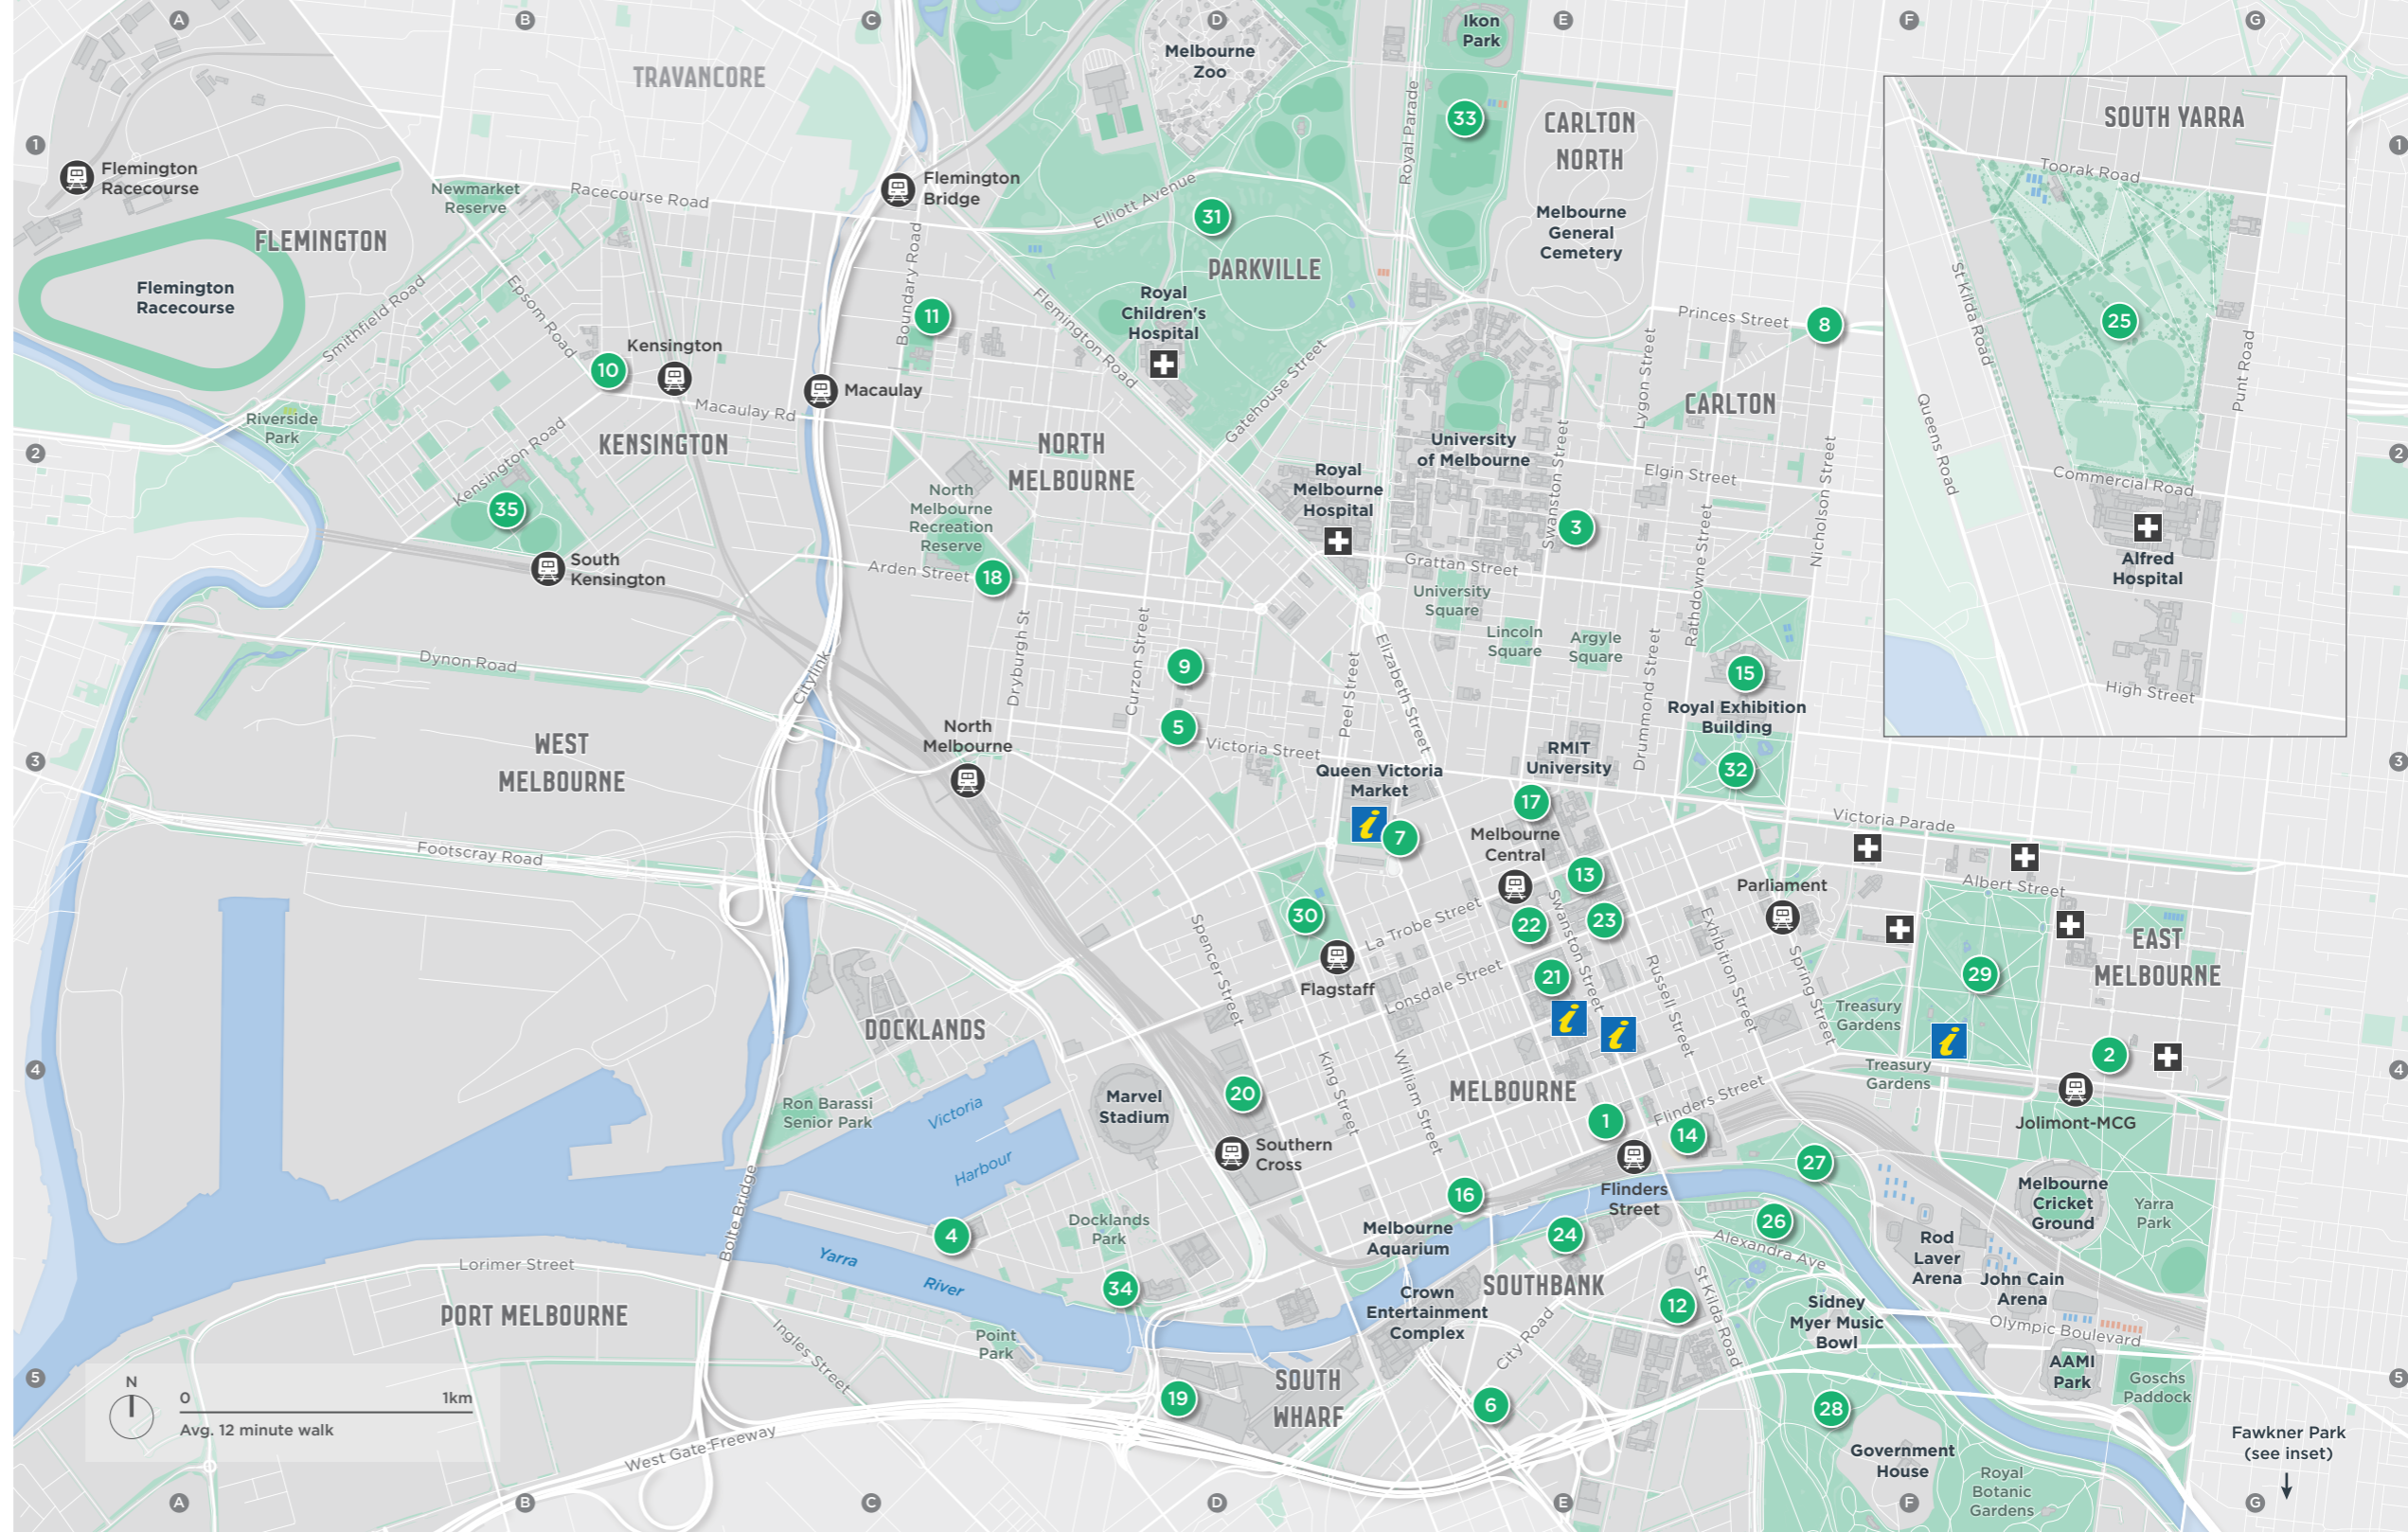 A
B
C
D
E
F
G
1
2
3
4
5
1
2
3
4
5
TRAVANCORE
Melbourne
Zoo
Ikon
Park
33
CARLTON
NORTH
Melbourne
General
Cemetery
Royal Parade
Flemington
Racecourse
Newmarket
Reserve
Racecourse Road
Flemington
Bridge
Elliott Avenue
31
PARKVILLE
FLEMINGTON
Flemington
Racecourse
Smithfield Road
Epsom Road
Boundary Road
11
Flemington Road
Royal
Children's
Hospital
Gatehouse Street
Princes Street
8
10
Kensington
Macaulay
Macaulay Rd
Riverside
Park
Kensington Road
KENSINGTON
35
South
Kensington
NORTH
MELBOURNE
North
Melbourne
Recreation
Reserve
Arden Street
18
Royal
Melbourne
Hospital
University
of Melbourne
Swanston Street
3
Lygon Street
CARLTON
Elgin Street
Nicholson Street
Rathdowne Street
Grattan Street
University
Square
Lincoln
Square
Argyle
Square
Drummond Street
15
Royal Exhibition
Building
32
Dynon Road
Citylink
Dryburgh St
Curzon Street
9
5
Victoria Street
Peel Street
Elizabeth Street
WEST
MELBOURNE
North
Melbourne
Queen Victoria
Market
i
7
RMIT
University
17
Melbourne
Central
13
22
23
21
Footscray Road
30
Flagstaff
La Trobe Street
Lonsdale Street
Swanston Street
Russell Street
Exhibition Street
Spring Street
Parliament
Victoria Parade
Albert Street
29
EAST
MELBOURNE
Treasury
Gardens
i
Treasury
Gardens
2
Jolimont-MCG
Spencer Street
King Street
William Street
i
i
MELBOURNE
Flinders Street
1
14
Flinders
Street
DOCKLANDS
Ron Barassi
Senior Park
Victoria
Harbour
Marvel
Stadium
20
Southern
Cross
16
Melbourne
Aquarium
24
27
26
Alexandra Ave
Melbourne
Cricket
Ground
Yarra
Park
Rod
Laver
Arena
John Cain
Arena
Olympic Boulevard
AAMI
Park
Goschs
Paddock
Bolte Bridge
4
Docklands
Park
Yarra
River
34
Lorimer Street
PORT MELBOURNE
Ingles Street
Point
Park
19
SOUTH
WHARF
Crown
Entertainment
Complex
SOUTHBANK
City Road
6
12
St Kilda Road
Sidney
Myer Music
Bowl
28
Government
House
Royal
Botanic
Gardens
West Gate Freeway
N
0
1km
Avg. 12 minute walk
Fawkner Park
(see inset)
SOUTH YARRA
Toorak Road
St Kilda Road
Queens Road
25
Punt Road
Commercial Road
Alfred
Hospital
High Street
A
B
C
D
E
F
G